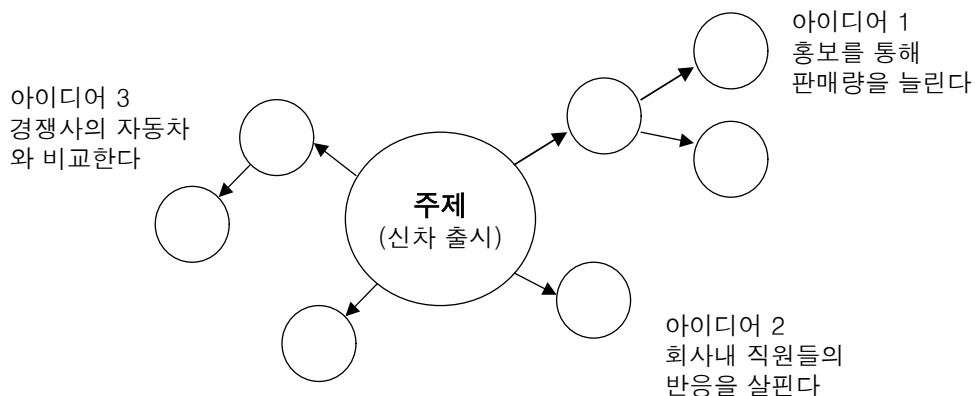 아이디어 1
홍보를 통해
판매량을 늘린다
아이디어 3
경쟁사의 자동차
와 비교한다
주제
(신차 출시)
아이디어 2
회사내 직원들의
반응을 살핀다